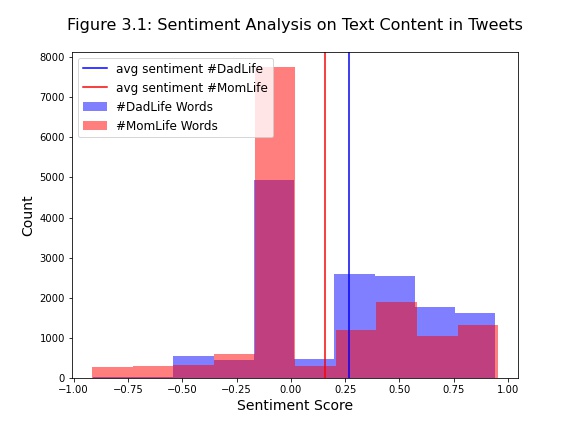 Figure 3.1: Sentiment Analysis on Text Content in Tweets
avg sentiment #DadLife
avg sentiment #MomLife
#DadLife Words
#MomLife Words
8000
7000
6000
5000
4000
3000
2000
1000
0
Count
−1.00 −0.75 −0.50 −0.25 0.00 0.25 0.50 0.75 1.00
Sentiment Score